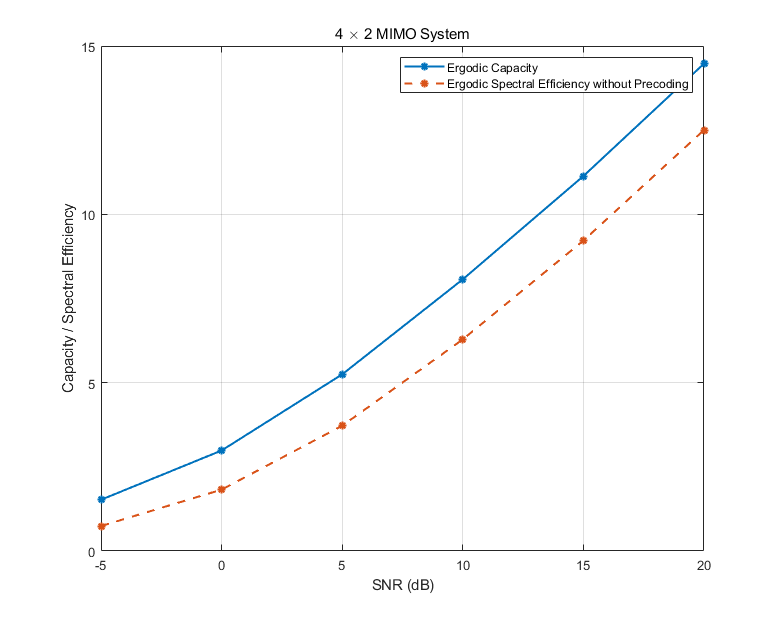 4 × 2 MIMO System
Ergodic Capacity
Ergodic Spectral Efficiency without Precoding
Capacity / Spectral Efficiency
15
10
5
0
-5 0 5 10 15 20
SNR (dB)